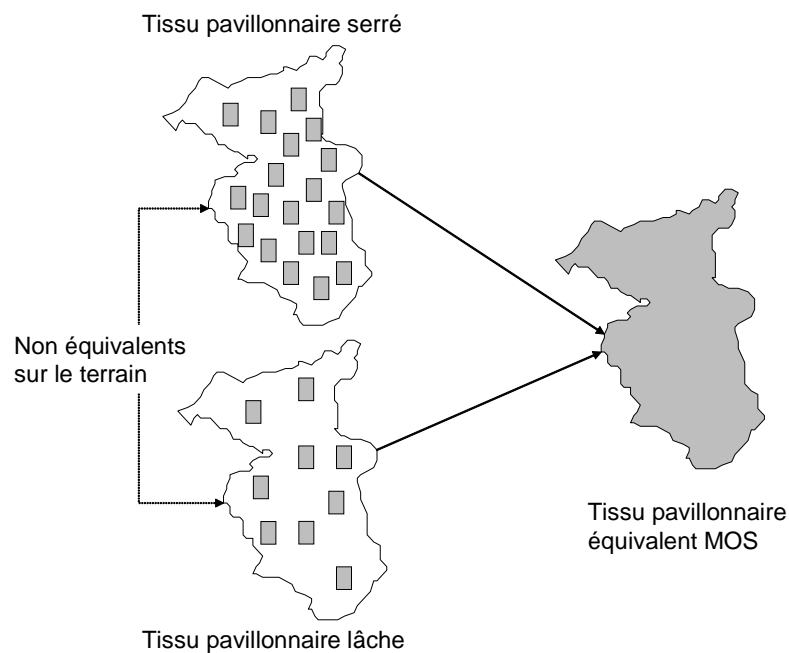 Tissu pavillonnaire serré
Non équivalents
sur le terrain
Tissu pavillonnaire
équivalent MOS
Tissu pavillonnaire lâche